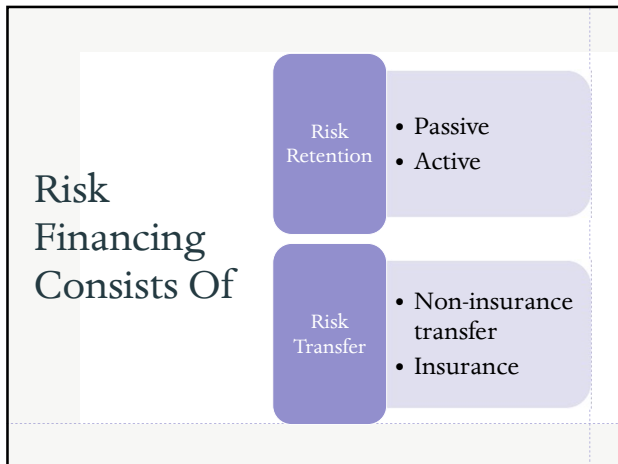 Risk
Financing
Consists Of
Risk
Retention
• Passive
• Active
Risk
Transfer
• Non-insurance
transfer
• Insurance